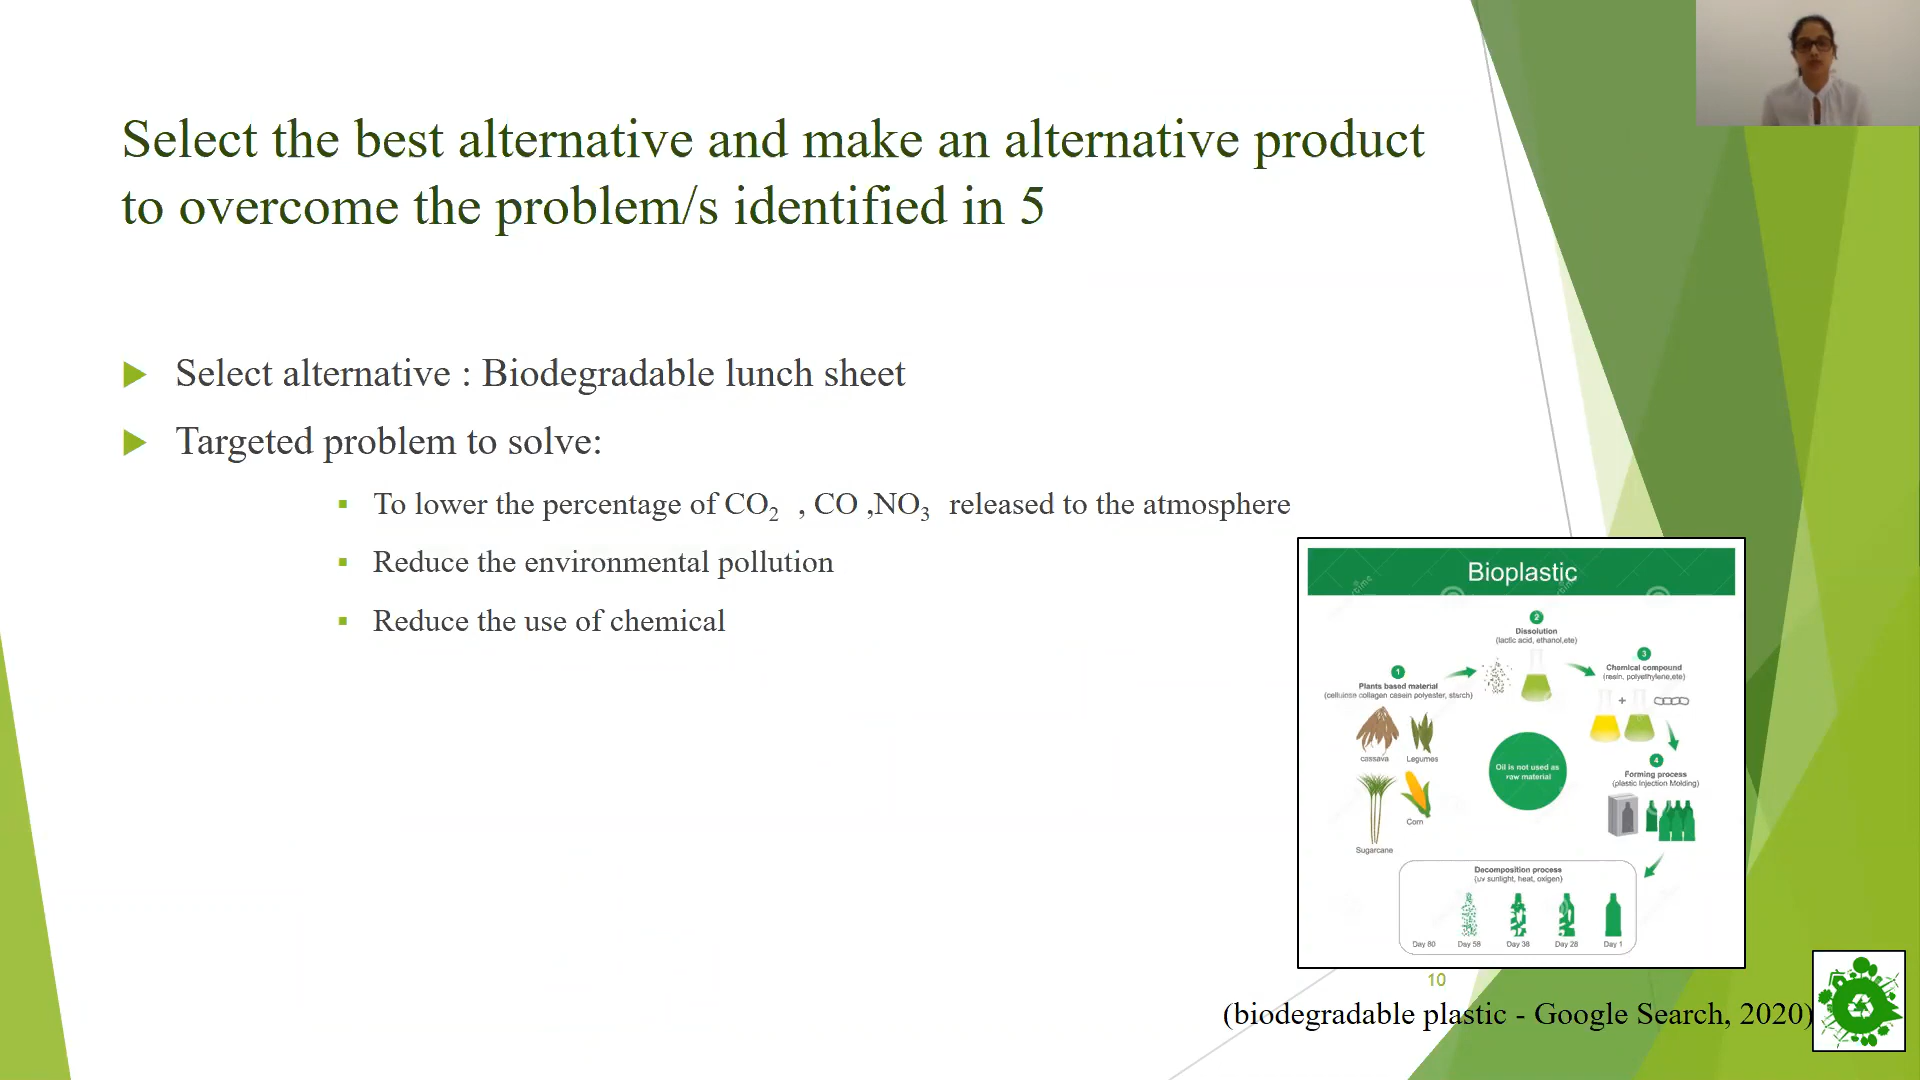 Select the best alternative and make an alternative product
to overcome the problem/s identified in 5
Select alternative : Biodegradable lunch sheet
Targeted problem to solve:
To lower the percentage of CO₂ , CO ,NO₃ released to the atmosphere
Reduce the environmental pollution
Reduce the use of chemical
Bioplastic
2
Dissolution
(lactic acid, ethanol,ete)
3
Chemical compound
(resin, polyethylene,ete)
1
Plants based material
(cellulose collagen casein polyester, starch)
+
cassava Legumes
Oil is not used as
raw material
4
Forming process
(plastic Injection Molding)
Corn
Sugarcane
Decomposition process
(uv sunlight, heat, oxigen)
Day 80 Day 58 Day 38 Day 28 Day 1
10
(biodegradable plastic - Google Search, 2020)